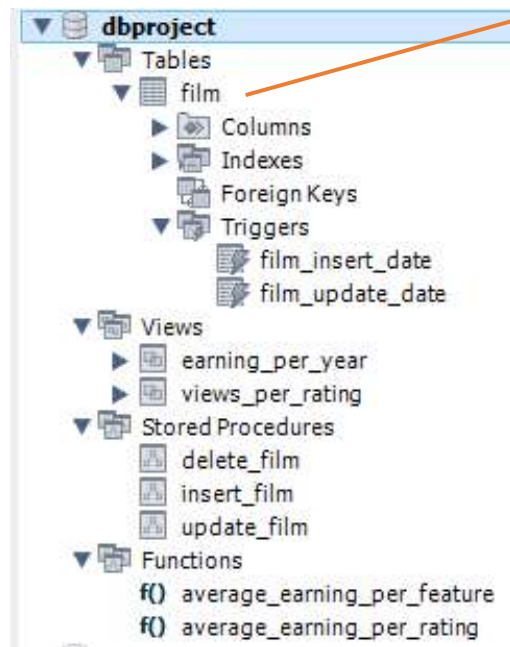 dbproject
Tables
film
Columns
Indexes
Foreign Keys
Triggers
film_insert_date
film_update_date
Views
earning_per_year
views_per_rating
Stored Procedures
delete_film
insert_film
update_film
Functions
f() average_earning_per_feature
f() average_earning_per_rating